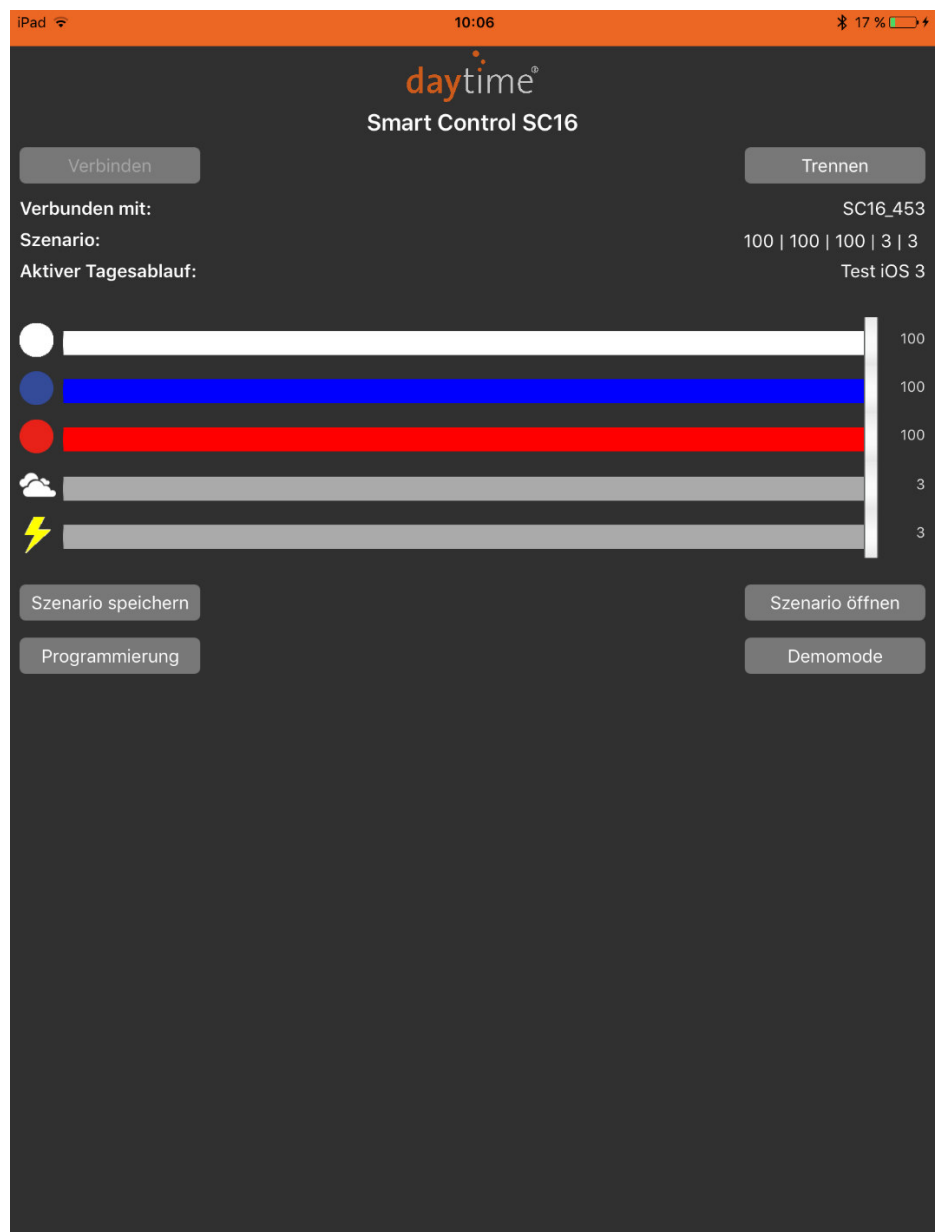 iPad 10:06 17 %
daytime®
Smart Control SC16
Verbinden Trennen
Verbunden mit: SC16_453
Szenario: 100 | 100 | 100 | 3 | 3
Aktiver Tagesablauf: Test iOS 3
100
100
100
3
3
Szenario speichern Szenario öffnen
Programmierung Demomode